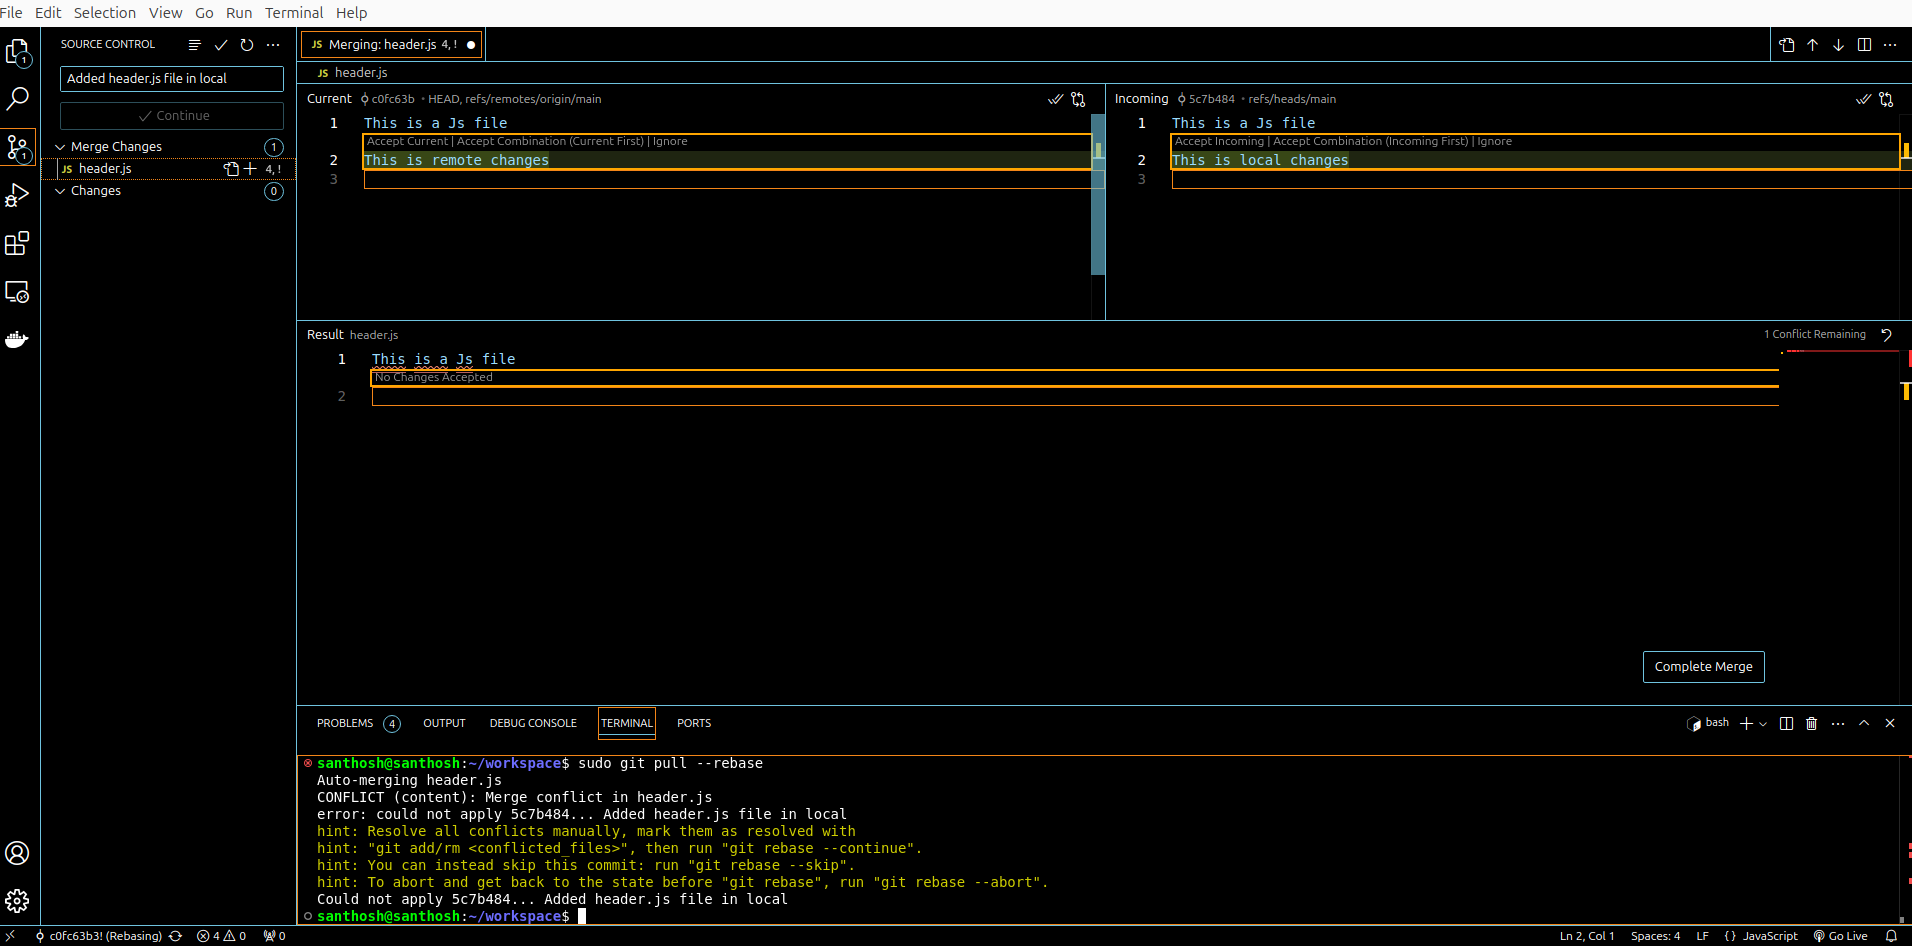 File Edit Selection View Go Run Terminal Help
SOURCE CONTROL
Added header.js file in local
Continue
Merge Changes 1
JS header.js 4, !
Changes 0
1
1
JS Merging: header.js 4, !
JS header.js
Current c0fc63b • HEAD, refs/remotes/origin/main
1 This is a Js file
Accept Current | Accept Combination (Current First) | Ignore
2 This is remote changes
3
Incoming 5c7b484 • refs/heads/main
1 This is a Js file
Accept Incoming | Accept Combination (Incoming First) | Ignore
2 This is local changes
3
Result header.js
1 Conflict Remaining
1 This is a Js file
No Changes Accepted
2
Complete Merge
PROBLEMS 4 OUTPUT DEBUG CONSOLE TERMINAL PORTS
bash
santhosh@santhosh:~/workspace$ sudo git pull --rebase
Auto-merging header.js
CONFLICT (content): Merge conflict in header.js
error: could not apply 5c7b484... Added header.js file in local
hint: Resolve all conflicts manually, mark them as resolved with
hint: "git add/rm <conflicted_files>", then run "git rebase --continue".
hint: You can instead skip this commit: run "git rebase --skip".
hint: To abort and get back to the state before "git rebase", run "git rebase --abort".
Could not apply 5c7b484... Added header.js file in local
santhosh@santhosh:~/workspace$
c0fc63b3! (Rebasing) 4 0 0
Ln 2, Col 1 Spaces: 4 LF {} JavaScript Go Live